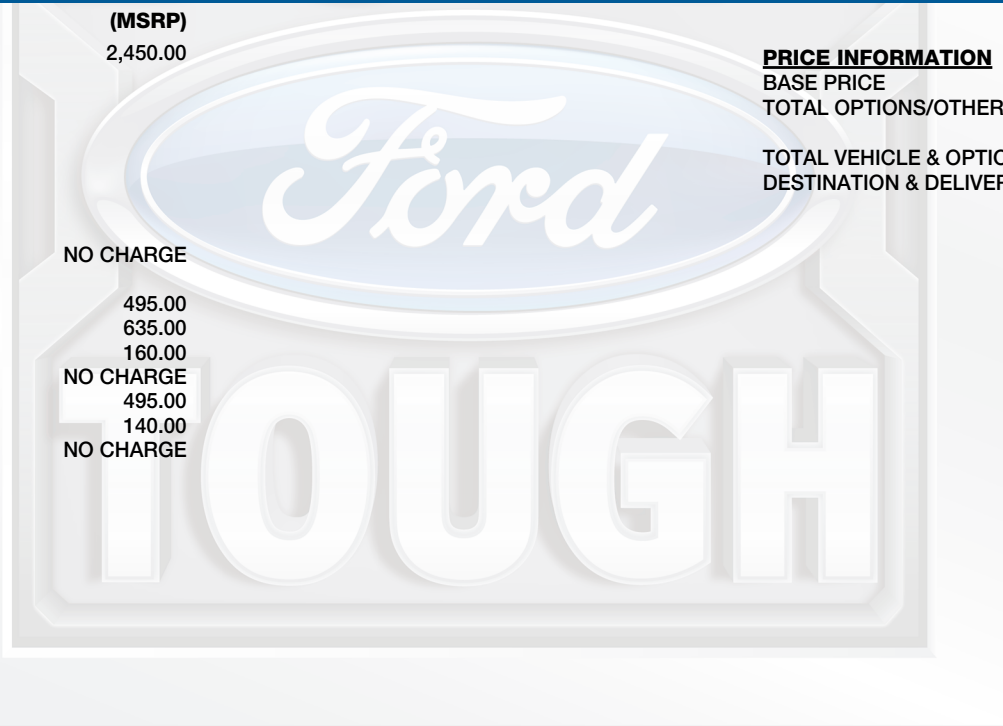 (MSRP)
2,450.00
NO CHARGE
495.00
635.00
160.00
NO CHARGE
495.00
140.00
NO CHARGE
PRICE INFORMATION
BASE PRICE
TOTAL OPTIONS/OTHER
TOTAL VEHICLE & OPTIO
DESTINATION & DELIVER
Ford
TOUGH